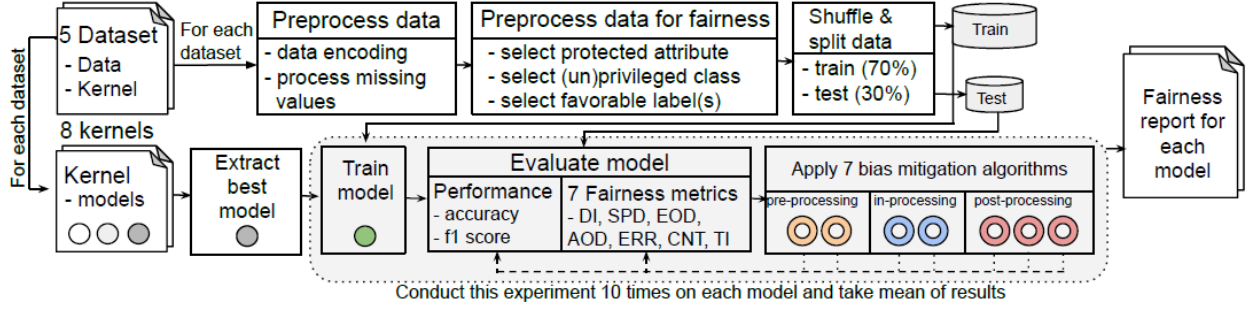 For each dataset
5 Dataset
- Data
- Kernel
For each
dataset
Preprocess data
- data encoding
- process missing
values
Preprocess data for fairness
- select protected attribute
- select (un)privileged class
- select favorable label(s)
Shuffle &
split data
- train (70%)
- test (30%)
Train
Test
8 kernels
Kernel
- models
Extract
best
model
Train
model
Evaluate model
Performance
- accuracy
- f1 score
7 Fairness metrics
- DI, SPD, EOD,
AOD, ERR, CNT, TI
Apply 7 bias mitigation algorithms
pre-processing
in-processing
post-processing
Fairness
report for
each
model
Conduct this experiment 10 times on each model and take mean of results